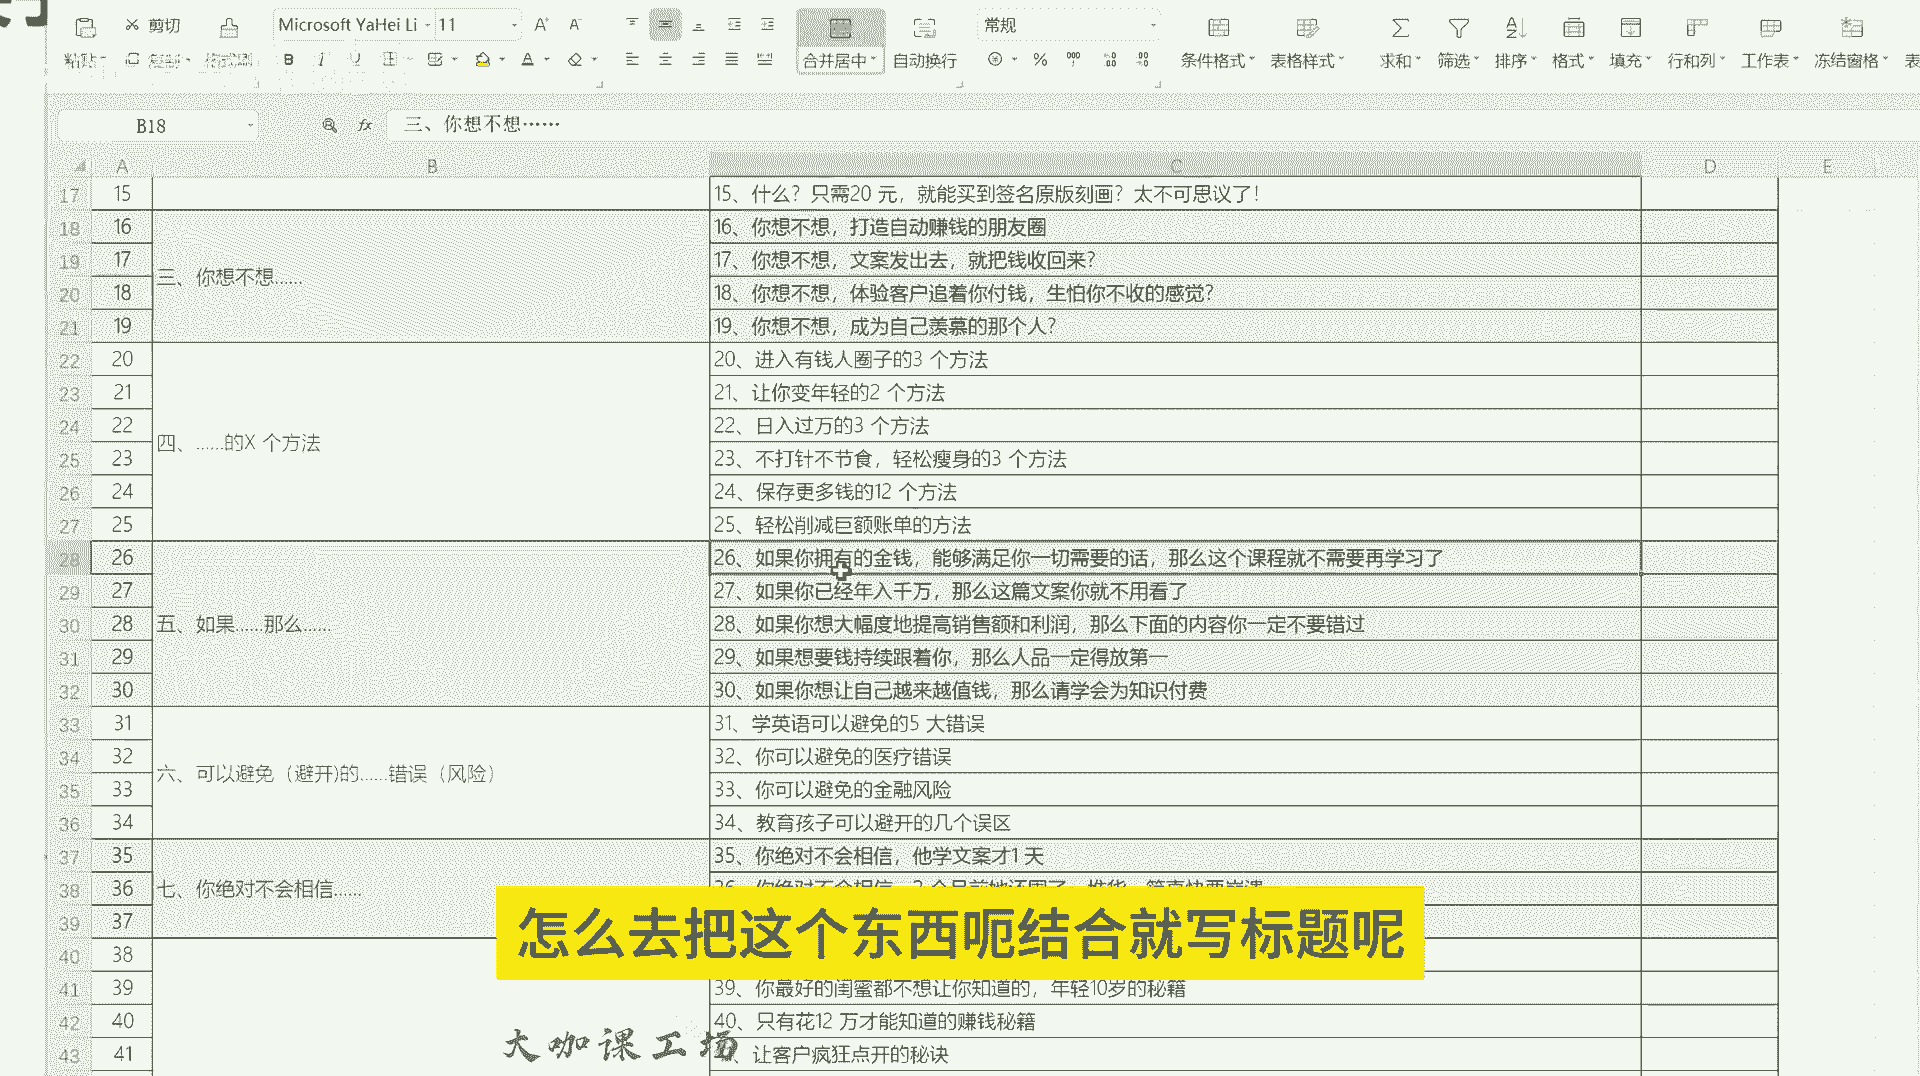 剪切
Microsoft YaHei Li 11 A⁺ A⁻
常规
粘贴 复制 格式刷
B I U A
合并居中 自动换行
% 条件格式 表格样式 求和 筛选 排序 格式 填充 行和列 工作表 冻结窗格 表
B18 fx 三、你想不想……
A B C D E
17 15 15、什么？只需20 元，就能买到签名原版刻画？太不可思议了！
18 16 16、你想不想，打造自动赚钱的朋友圈
19 17 17、你想不想，文案发出去，就把钱收回来？
三、你想不想……
20 18 18、你想不想，体验客户追着你付钱，生怕你不收的感觉？
21 19 19、你想不想，成为自己羡慕的那个人？
22 20 20、进入有钱人圈子的3 个方法
23 21 21、让你变年轻的2 个方法
24 22 22、日入过万的3 个方法
四、……的X 个方法
25 23 23、不打针不节食，轻松瘦身的3 个方法
26 24 24、保存更多钱的12 个方法
27 25 25、轻松削减巨额账单的方法
28 26 26、如果你拥有的金钱，能够满足你一切需要的话，那么这个课程就不需要再学习了
29 27 27、如果你已经年入千万，那么这篇文案你就不用看了
30 28 五、如果……那么…… 28、如果你想大幅度地提高销售额和利润，那么下面的内容你一定不要错过
31 29 29、如果想要钱持续跟着你，那么人品一定得放第一
32 30 30、如果你想让自己越来越值钱，那么请学会为知识付费
33 31 31、学英语可以避免的5 大错误
34 32 32、你可以避免的医疗错误
六、可以避免（避开)的……错误（风险）
35 33 33、你可以避免的金融风险
36 34 34、教育孩子可以避开的几个误区
37 35 35、你绝对不会相信，他学文案才1 天
38 36 七、你绝对不会相信……
39 37
怎么去把这个东西呃结合就写标题呢
40 38
41 39 39、你最好的闺蜜都不想让你知道的，年轻10岁的秘籍
42 40 40、只有花12 万才能知道的赚钱秘籍
43 41 、让客户疯狂点开的秘诀
大咖课工场